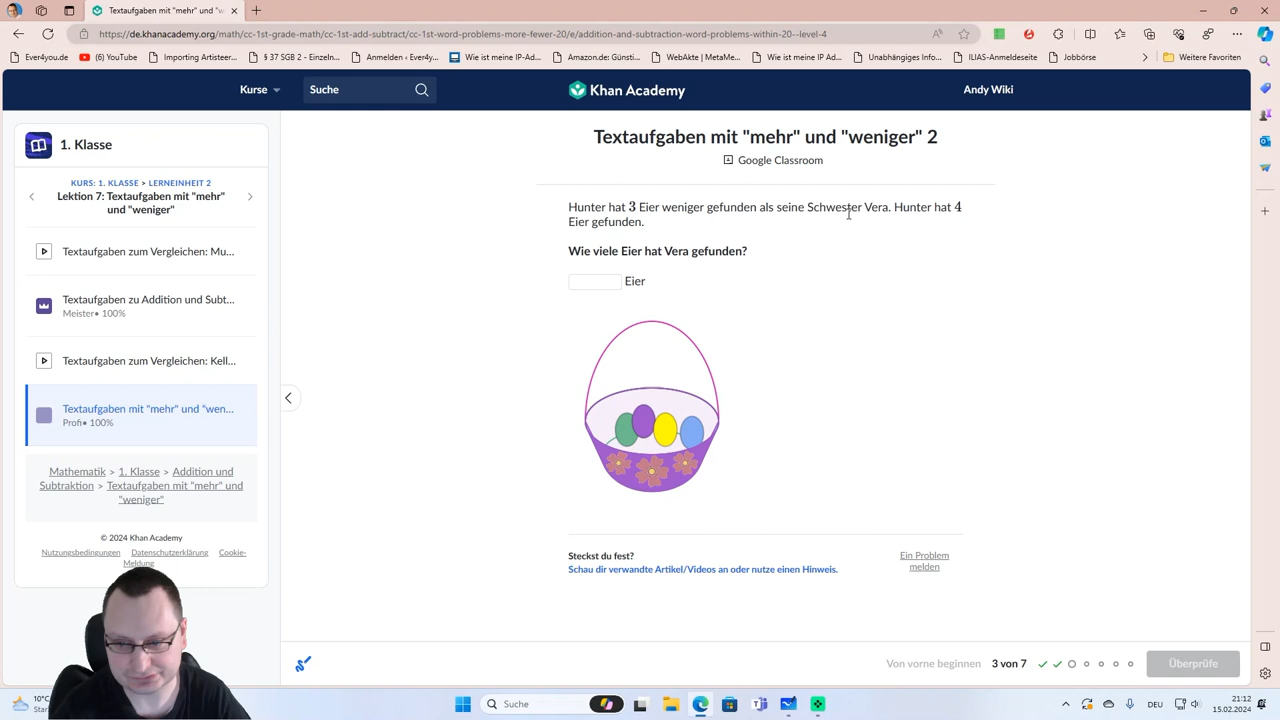 Textaufgaben mit "mehr" und "w
https://de.khanacademy.org/math/cc-1st-grade-math/cc-1st-add-subtract/cc-1st-word-problems-more-fewer-20/e/addition-and-subtraction-word-problems-within-20--level-4
Ever4you.de
(6) YouTube
Importing Artisteer...
§ 37 SGB 2 - Einzeln...
Anmelden ‹ Ever4y...
Wie ist meine IP-Ad...
Amazon.de: Günsti...
WebAkte | MetaMe...
Wie ist meine IP-Ad...
Unabhängiges Info...
ILIAS-Anmeldeseite
Jobbörse
Weitere Favoriten
Kurse
Suche
Khan Academy
Andy Wiki
1. Klasse
KURS: 1. KLASSE > LERNEINHEIT 2
Lektion 7: Textaufgaben mit "mehr"
und "weniger"
Textaufgaben zum Vergleichen: Mu...
Textaufgaben zu Addition und Subt...
Meister• 100%
Textaufgaben zum Vergleichen: Kell...
Textaufgaben mit "mehr" und "wen...
Profi• 100%
Mathematik > 1. Klasse > Addition und
Subtraktion > Textaufgaben mit "mehr" und
"weniger"
© 2024 Khan Academy
Nutzungsbedingungen Datenschutzerklärung Cookie-
Meldung
Textaufgaben mit "mehr" und "weniger" 2
Google Classroom
Hunter hat 3 Eier weniger gefunden als seine Schwester Vera. Hunter hat 4
Eier gefunden.
Wie viele Eier hat Vera gefunden?
Eier
Steckst du fest?
Schau dir verwandte Artikel/Videos an oder nutze einen Hinweis.
Ein Problem
melden
Von vorne beginnen
3 von 7
Überprüfe
10°C
Suche
DEU
21:12
15.02.2024